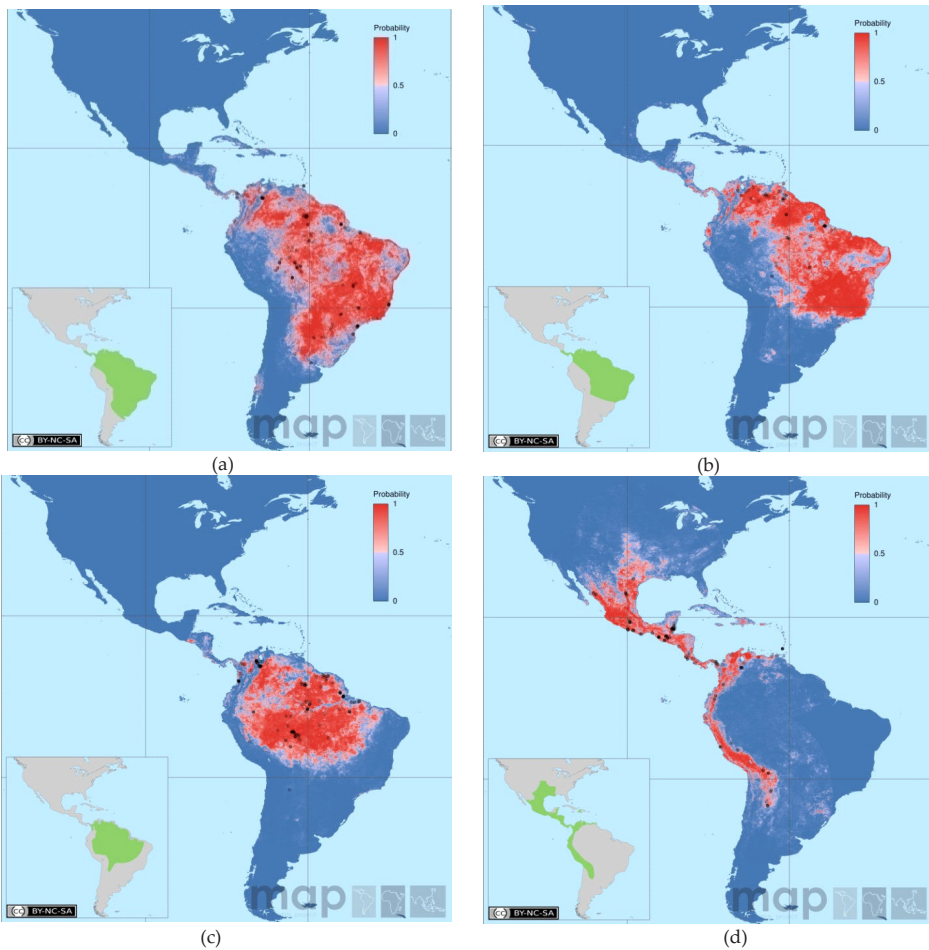 Probability
1
0.5
0
BY-NC-SA
map
(a)
Probability
1
0.5
0
BY-NC-SA
map
(b)
Probability
1
0.5
0
BY-NC-SA
map
(c)
Probability
1
0.5
0
BY-NC-SA
map
(d)